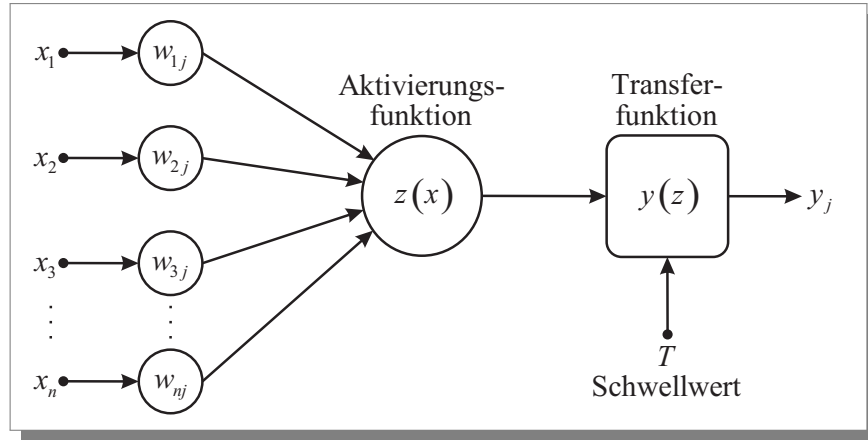 x₁
w₁ⱼ
x₂
w₂ⱼ
x₃
w₃ⱼ
xₙ
wₙⱼ
Aktivierungs-
funktion
z(x)
Transfer-
funktion
y(z)
yⱼ
T
Schwellwert